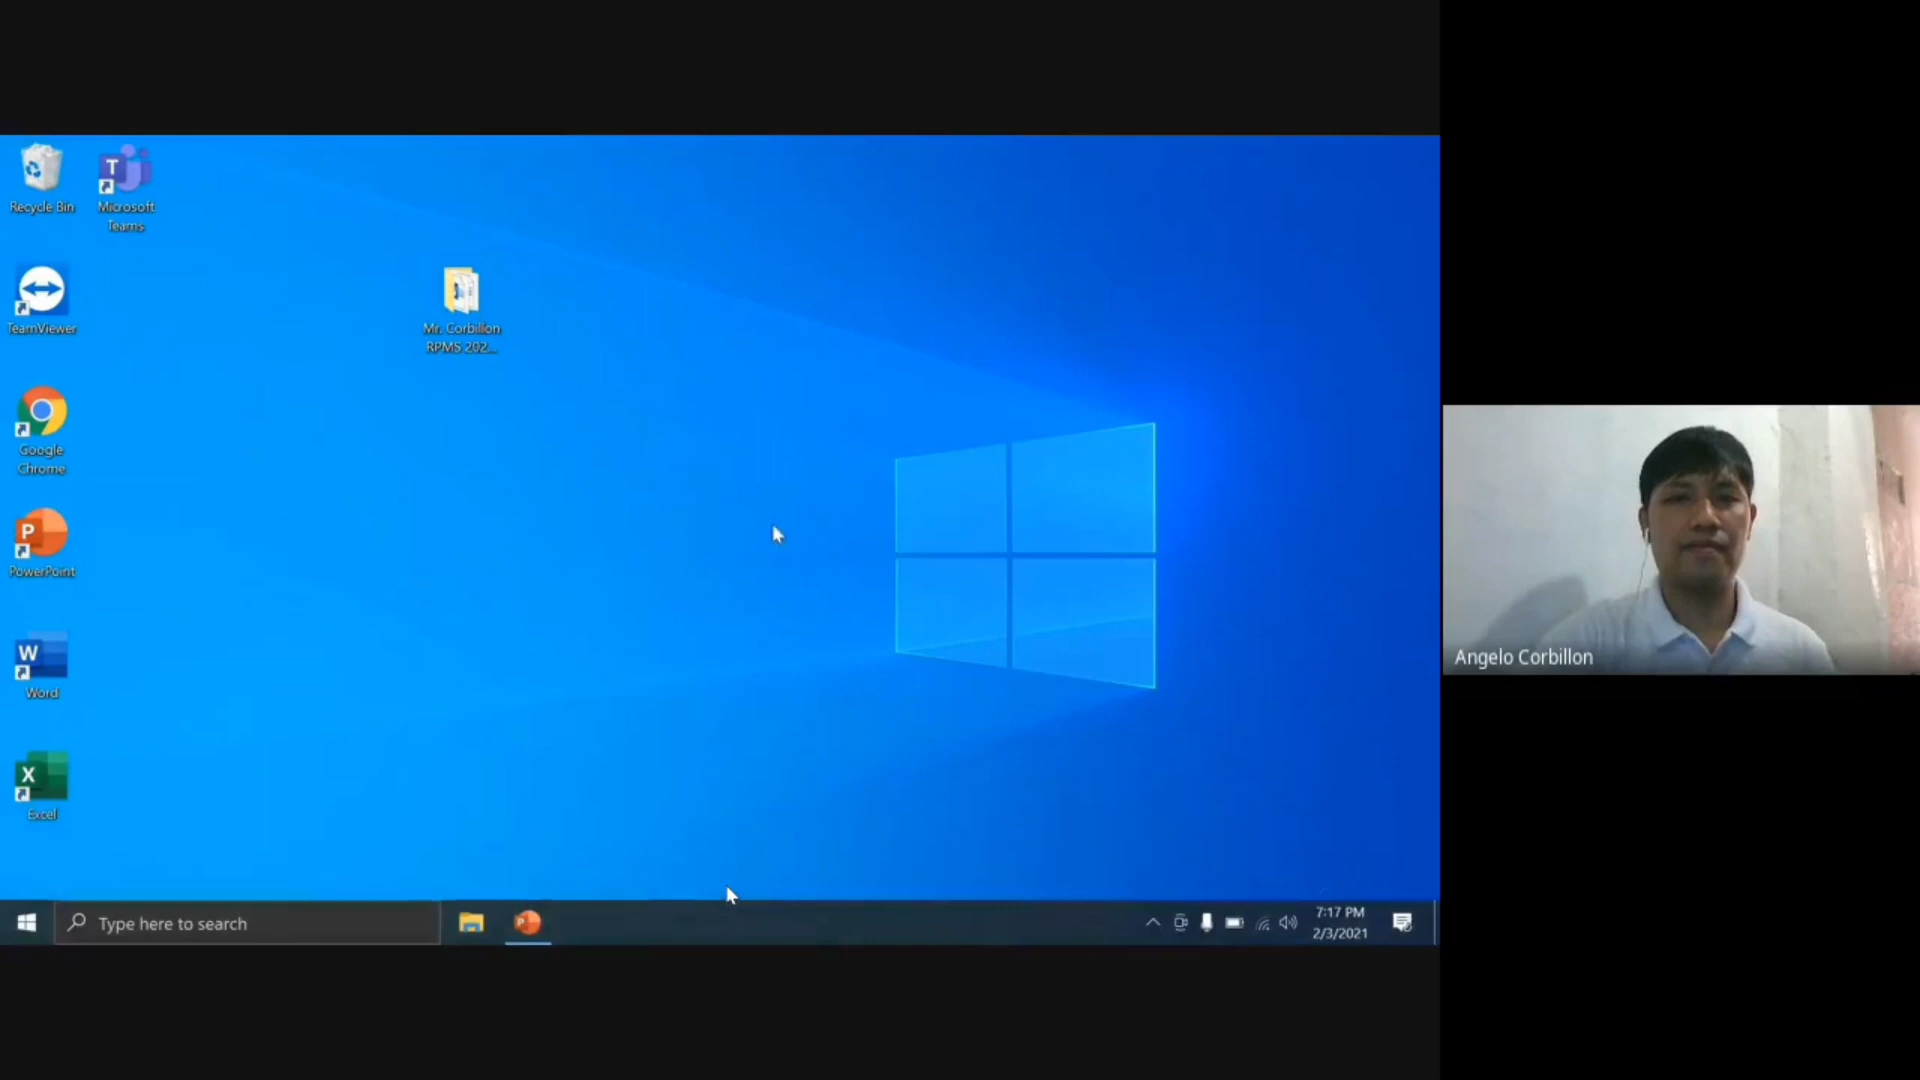 Recycle Bin
Microsoft
Teams
TeamViewer
Mr. Corbillon
RPMS 202...
Google
Chrome
PowerPoint
Word
Excel
Angelo Corbillon
Type here to search
7:17 PM
2/3/2021